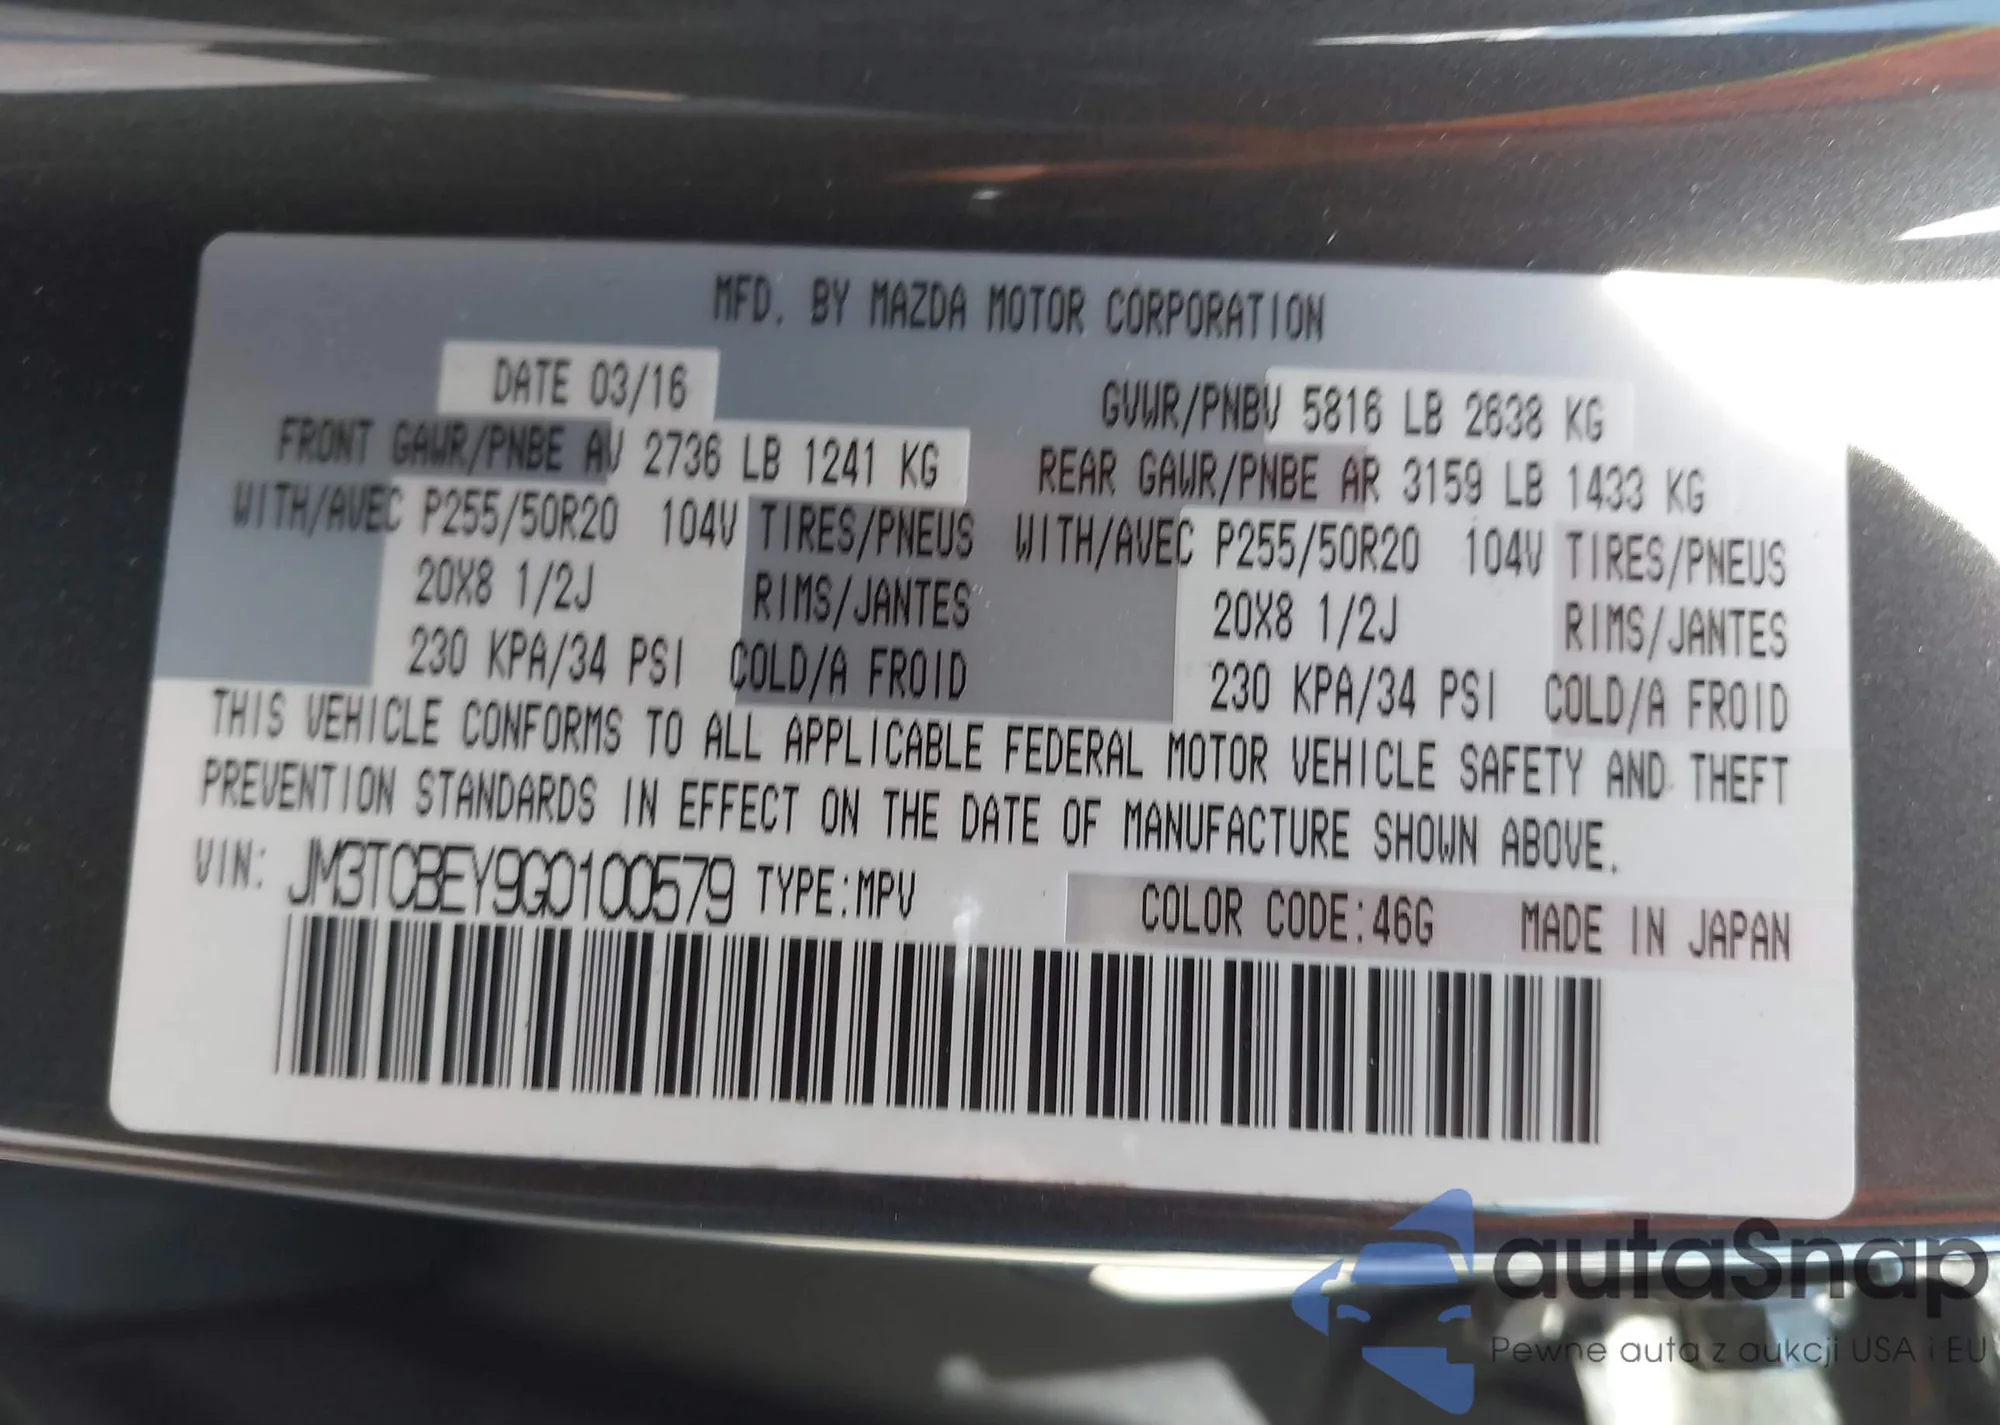 MFD. BY MAZDA MOTOR CORPORATION
DATE 03/16 GVWR/PNBV 5816 LB 2638 KG
FRONT GAWR/PNBE AV 2736 LB 1241 KG REAR GAWR/PNBE AR 3159 LB 1433 KG
WITH/AVEC P255/50R20 104V TIRES/PNEUS WITH/AVEC P255/50R20 104V TIRES/PNEUS
20X8 1/2J RIMS/JANTES 20X8 1/2J RIMS/JANTES
230 KPA/34 PSI COLD/A FROID 230 KPA/34 PSI COLD/A FROID
THIS VEHICLE CONFORMS TO ALL APPLICABLE FEDERAL MOTOR VEHICLE SAFETY AND THEFT
PREVENTION STANDARDS IN EFFECT ON THE DATE OF MANUFACTURE SHOWN ABOVE.
VIN: JM3TCBEY9G0100579 TYPE:MPV COLOR CODE:46G MADE IN JAPAN
autaSnap
Pewne auta z aukcji USA i EU